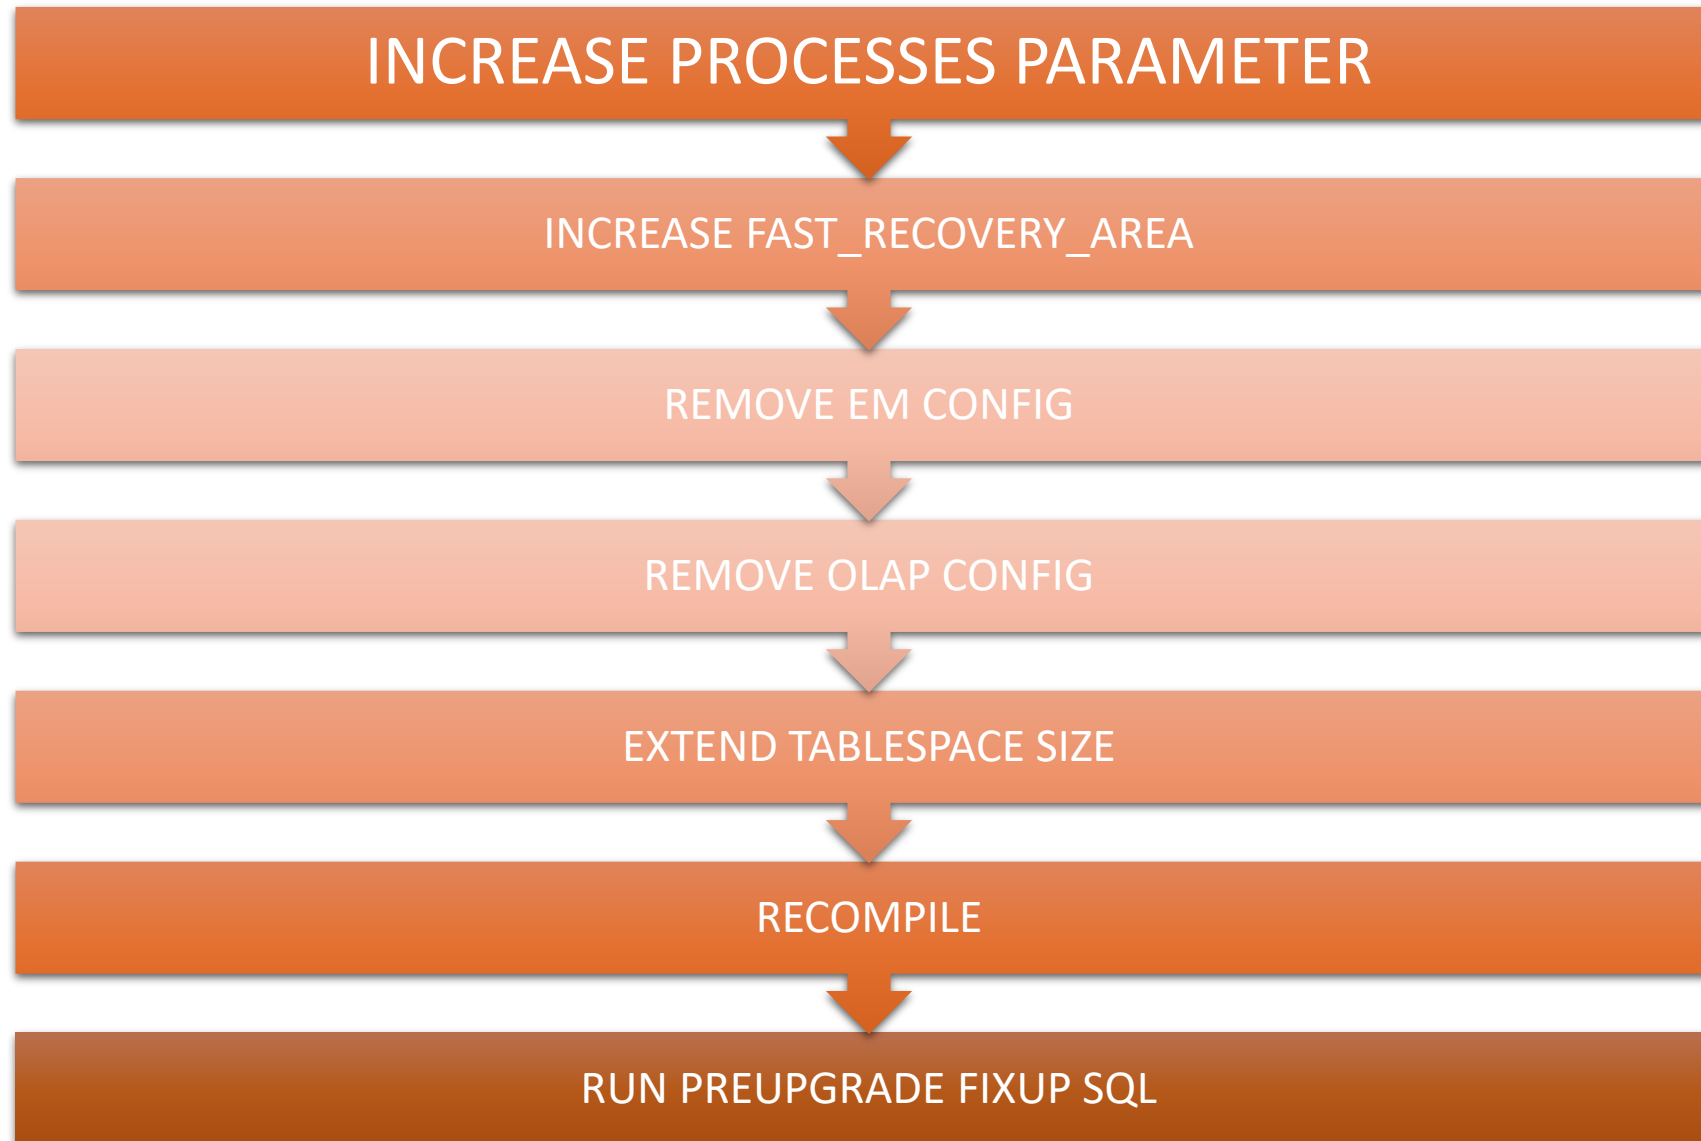 INCREASE PROCESSES PARAMETER
INCREASE FAST_RECOVERY_AREA
REMOVE EM CONFIG
REMOVE OLAP CONFIG
EXTEND TABLESPACE SIZE
RECOMPILE
RUN PREUPGRADE FIXUP SQL